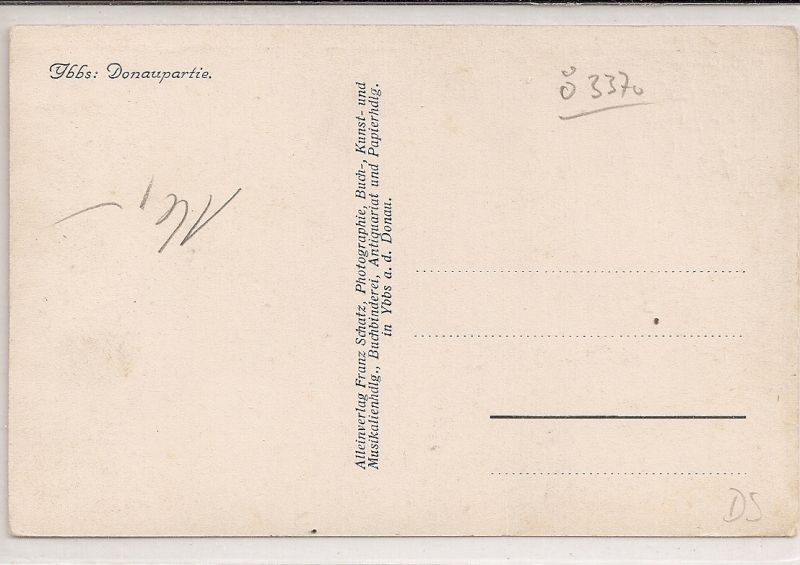 Ybbs: Donaupartie.
Ö 3370
Alleinverlag Franz Schatz, Photographie, Buch-, Kunst- und
Musikalienhdlg., Buchbinderei, Antiquariat und Papierhdlg.
in Ybbs a. d. Donau.
DS